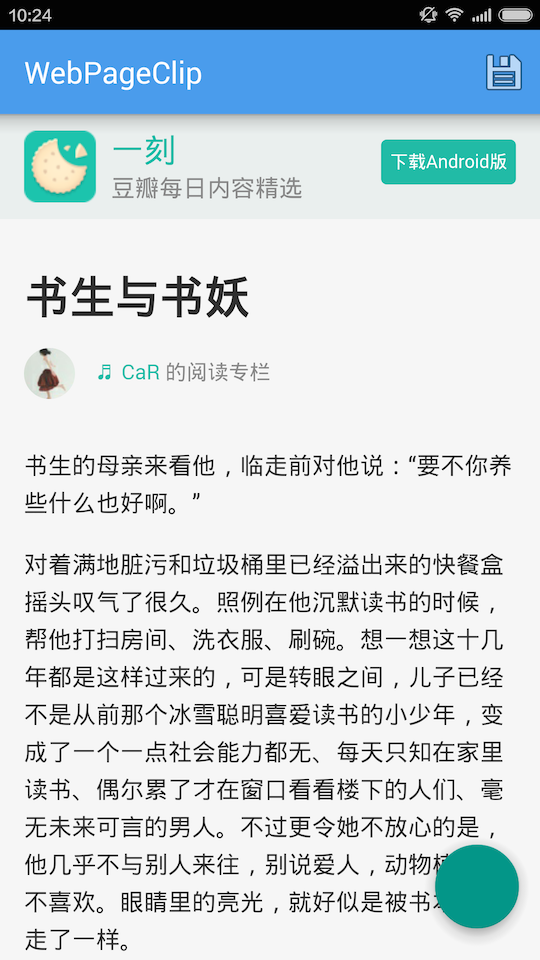 10:24
WebPageClip
一刻
豆瓣每日内容精选
下载Android版
书生与书妖
♬ CaR 的阅读专栏
书生的母亲来看他，临走前对他说：“要不你养
些什么也好啊。”
对着满地脏污和垃圾桶里已经溢出来的快餐盒
摇头叹气了很久。照例在他沉默读书的时候，
帮他打扫房间、洗衣服、刷碗。想一想这十几
年都是这样过来的，可是转眼之间，儿子已经
不是从前那个冰雪聪明喜爱读书的小少年，变
成了一个一点社会能力都无、每天只知在家里
读书、偶尔累了才在窗口看看楼下的人们、毫
无未来可言的男人。不过更令她不放心的是，
他几乎不与别人来往，别说爱人，动物
不喜欢。眼睛里的亮光，就好似是被书
走了一样。